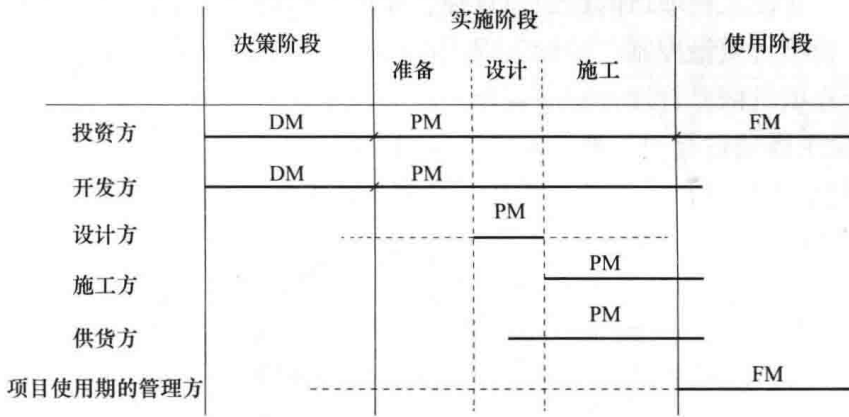 实施阶段
决策阶段 使用阶段
准备 设计 施工
投资方 DM PM FM
开发方 DM PM
设计方 PM
施工方 PM
供货方 PM
项目使用期的管理方 FM